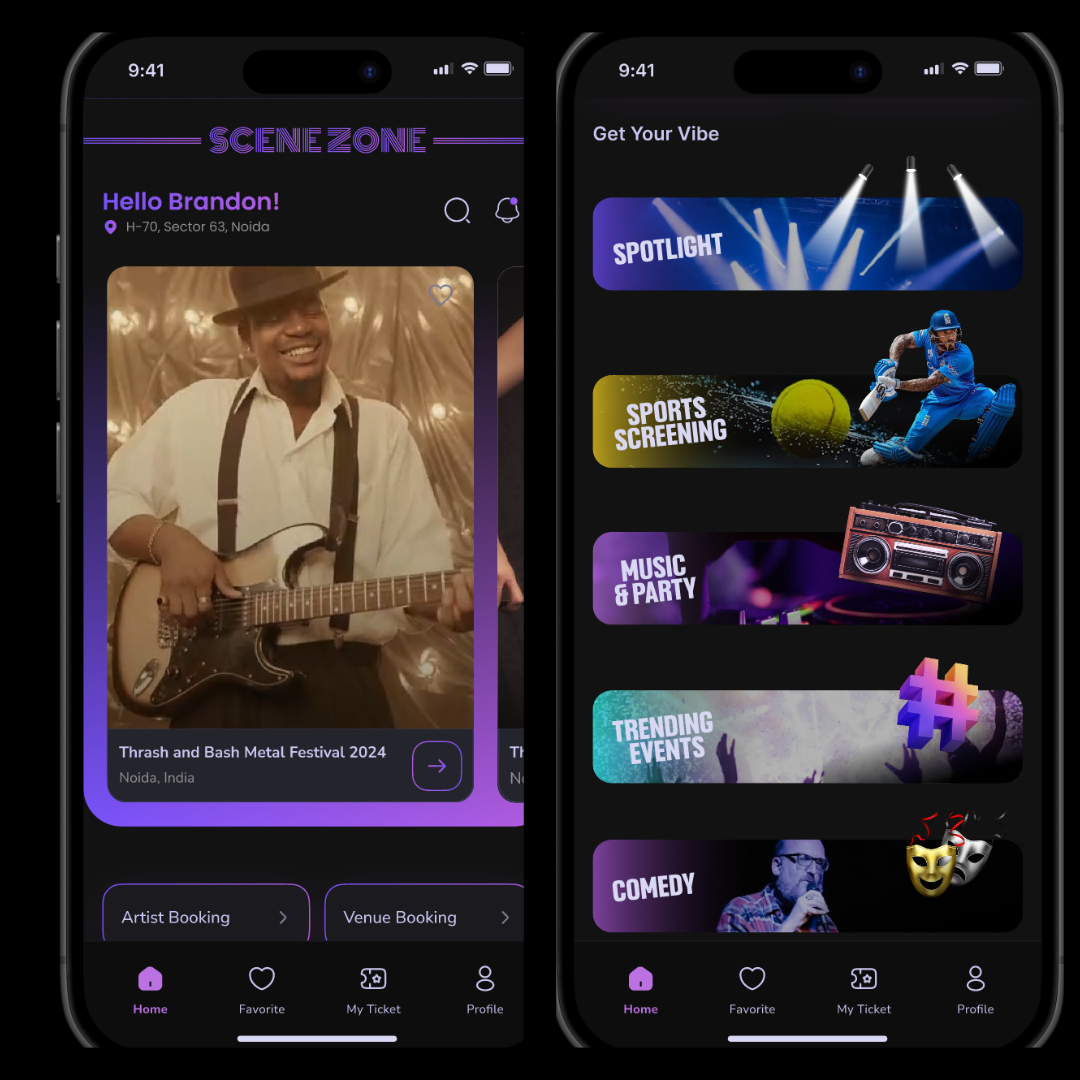 9:41
SCENE ZONE
Hello Brandon!
H-70, Sector 63, Noida
Thrash and Bash Metal Festival 2024
Noida, India
Th
No
Artist Booking
Venue Booking
Home
Favorite
My Ticket
Profile
9:41
Get Your Vibe
SPOTLIGHT
SPORTS
SCREENING
MUSIC
& PARTY
TRENDING
EVENTS
COMEDY
Home
Favorite
My Ticket
Profile